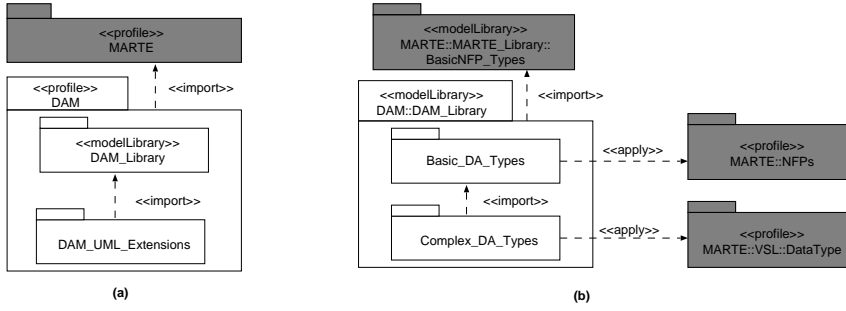 <<profile>>
MARTE
<<profile>>
DAM
<<import>>
<<modelLibrary>>
DAM_Library
<<import>>
DAM_UML_Extensions
(a)
<<modelLibrary>>
MARTE::MARTE_Library::
BasicNFP_Types
<<modelLibrary>>
DAM::DAM_Library
<<import>>
Basic_DA_Types
<<apply>>
<<profile>>
MARTE::NFPs
<<import>>
Complex_DA_Types
<<apply>>
<<profile>>
MARTE::VSL::DataType
(b)